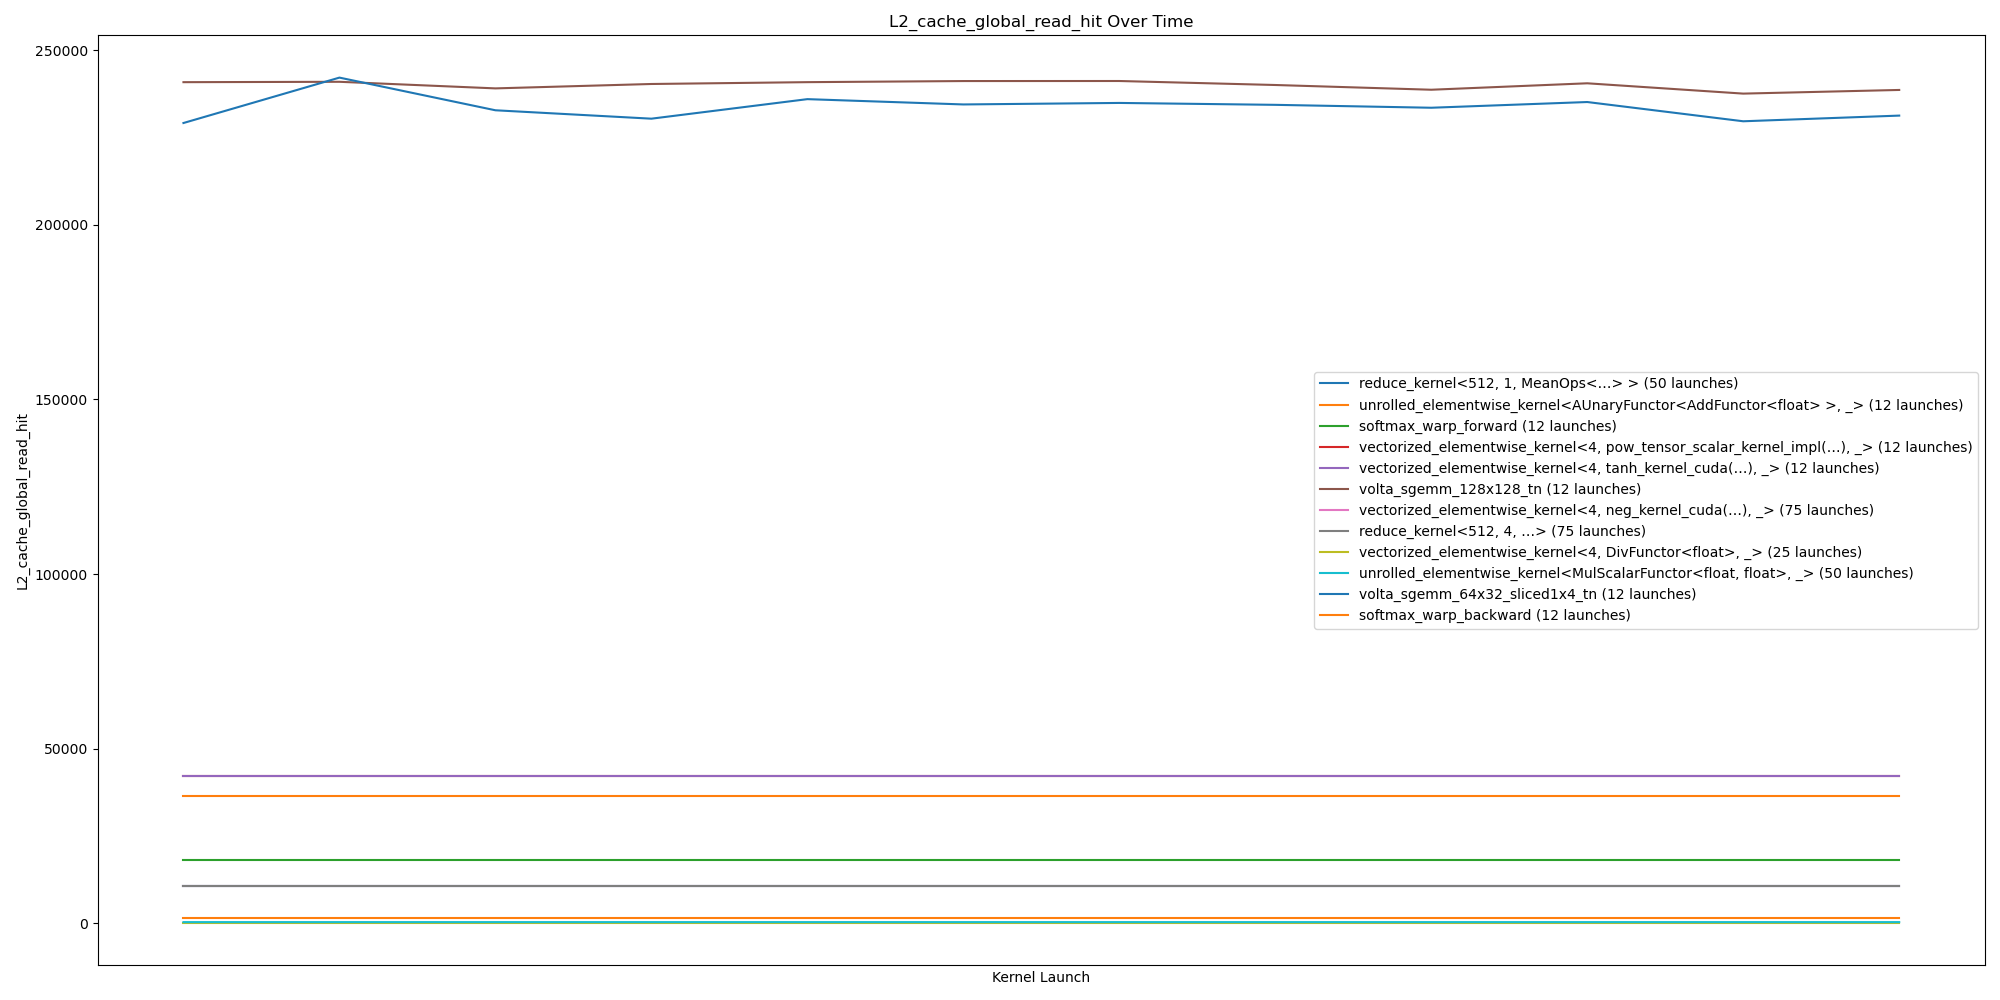 L2_cache_global_read_hit Over Time
250000
200000
150000
100000
50000
0
L2_cache_global_read_hit
Kernel Launch
reduce_kernel<512, 1, MeanOps<...> > (50 launches)
unrolled_elementwise_kernel<AUnaryFunctor<AddFunctor<float> >, _> (12 launches)
softmax_warp_forward (12 launches)
vectorized_elementwise_kernel<4, pow_tensor_scalar_kernel_impl(...), _> (12 launches)
vectorized_elementwise_kernel<4, tanh_kernel_cuda(...), _> (12 launches)
volta_sgemm_128x128_tn (12 launches)
vectorized_elementwise_kernel<4, neg_kernel_cuda(...), _> (75 launches)
reduce_kernel<512, 4, ...> (75 launches)
vectorized_elementwise_kernel<4, DivFunctor<float>, _> (25 launches)
unrolled_elementwise_kernel<MulScalarFunctor<float, float>, _> (50 launches)
volta_sgemm_64x32_sliced1x4_tn (12 launches)
softmax_warp_backward (12 launches)